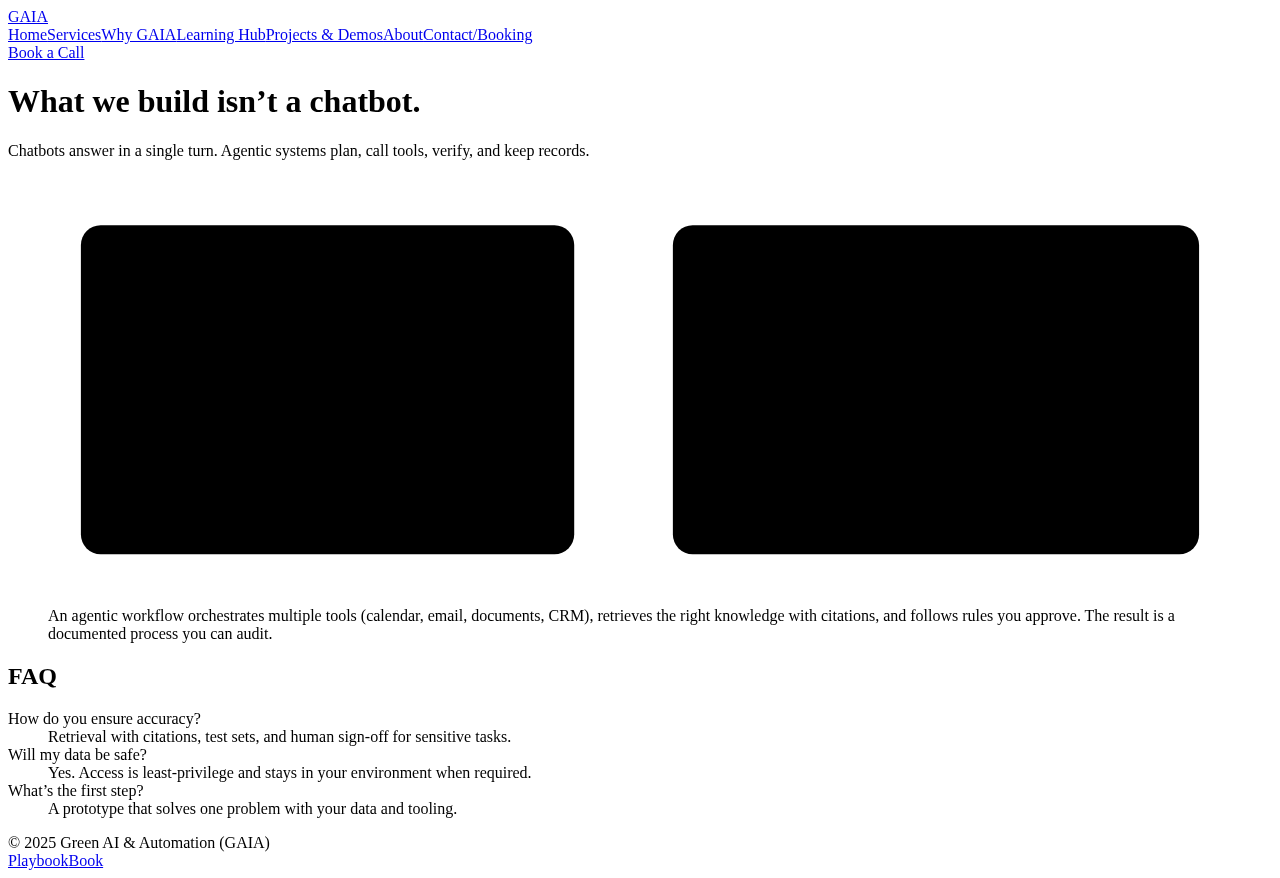 GAIA
HomeServicesWhy GAIALearning HubProjects & DemosAboutContact/Booking
Book a Call
What we build isn’t a chatbot.
Chatbots answer in a single turn. Agentic systems plan, call tools, verify, and keep records.
An agentic workflow orchestrates multiple tools (calendar, email, documents, CRM), retrieves the right knowledge with citations, and follows rules you approve. The result is a
documented process you can audit.
FAQ
How do you ensure accuracy?
Retrieval with citations, test sets, and human sign-off for sensitive tasks.
Will my data be safe?
Yes. Access is least-privilege and stays in your environment when required.
What’s the first step?
A prototype that solves one problem with your data and tooling.
© 2025 Green AI & Automation (GAIA)
PlaybookBook